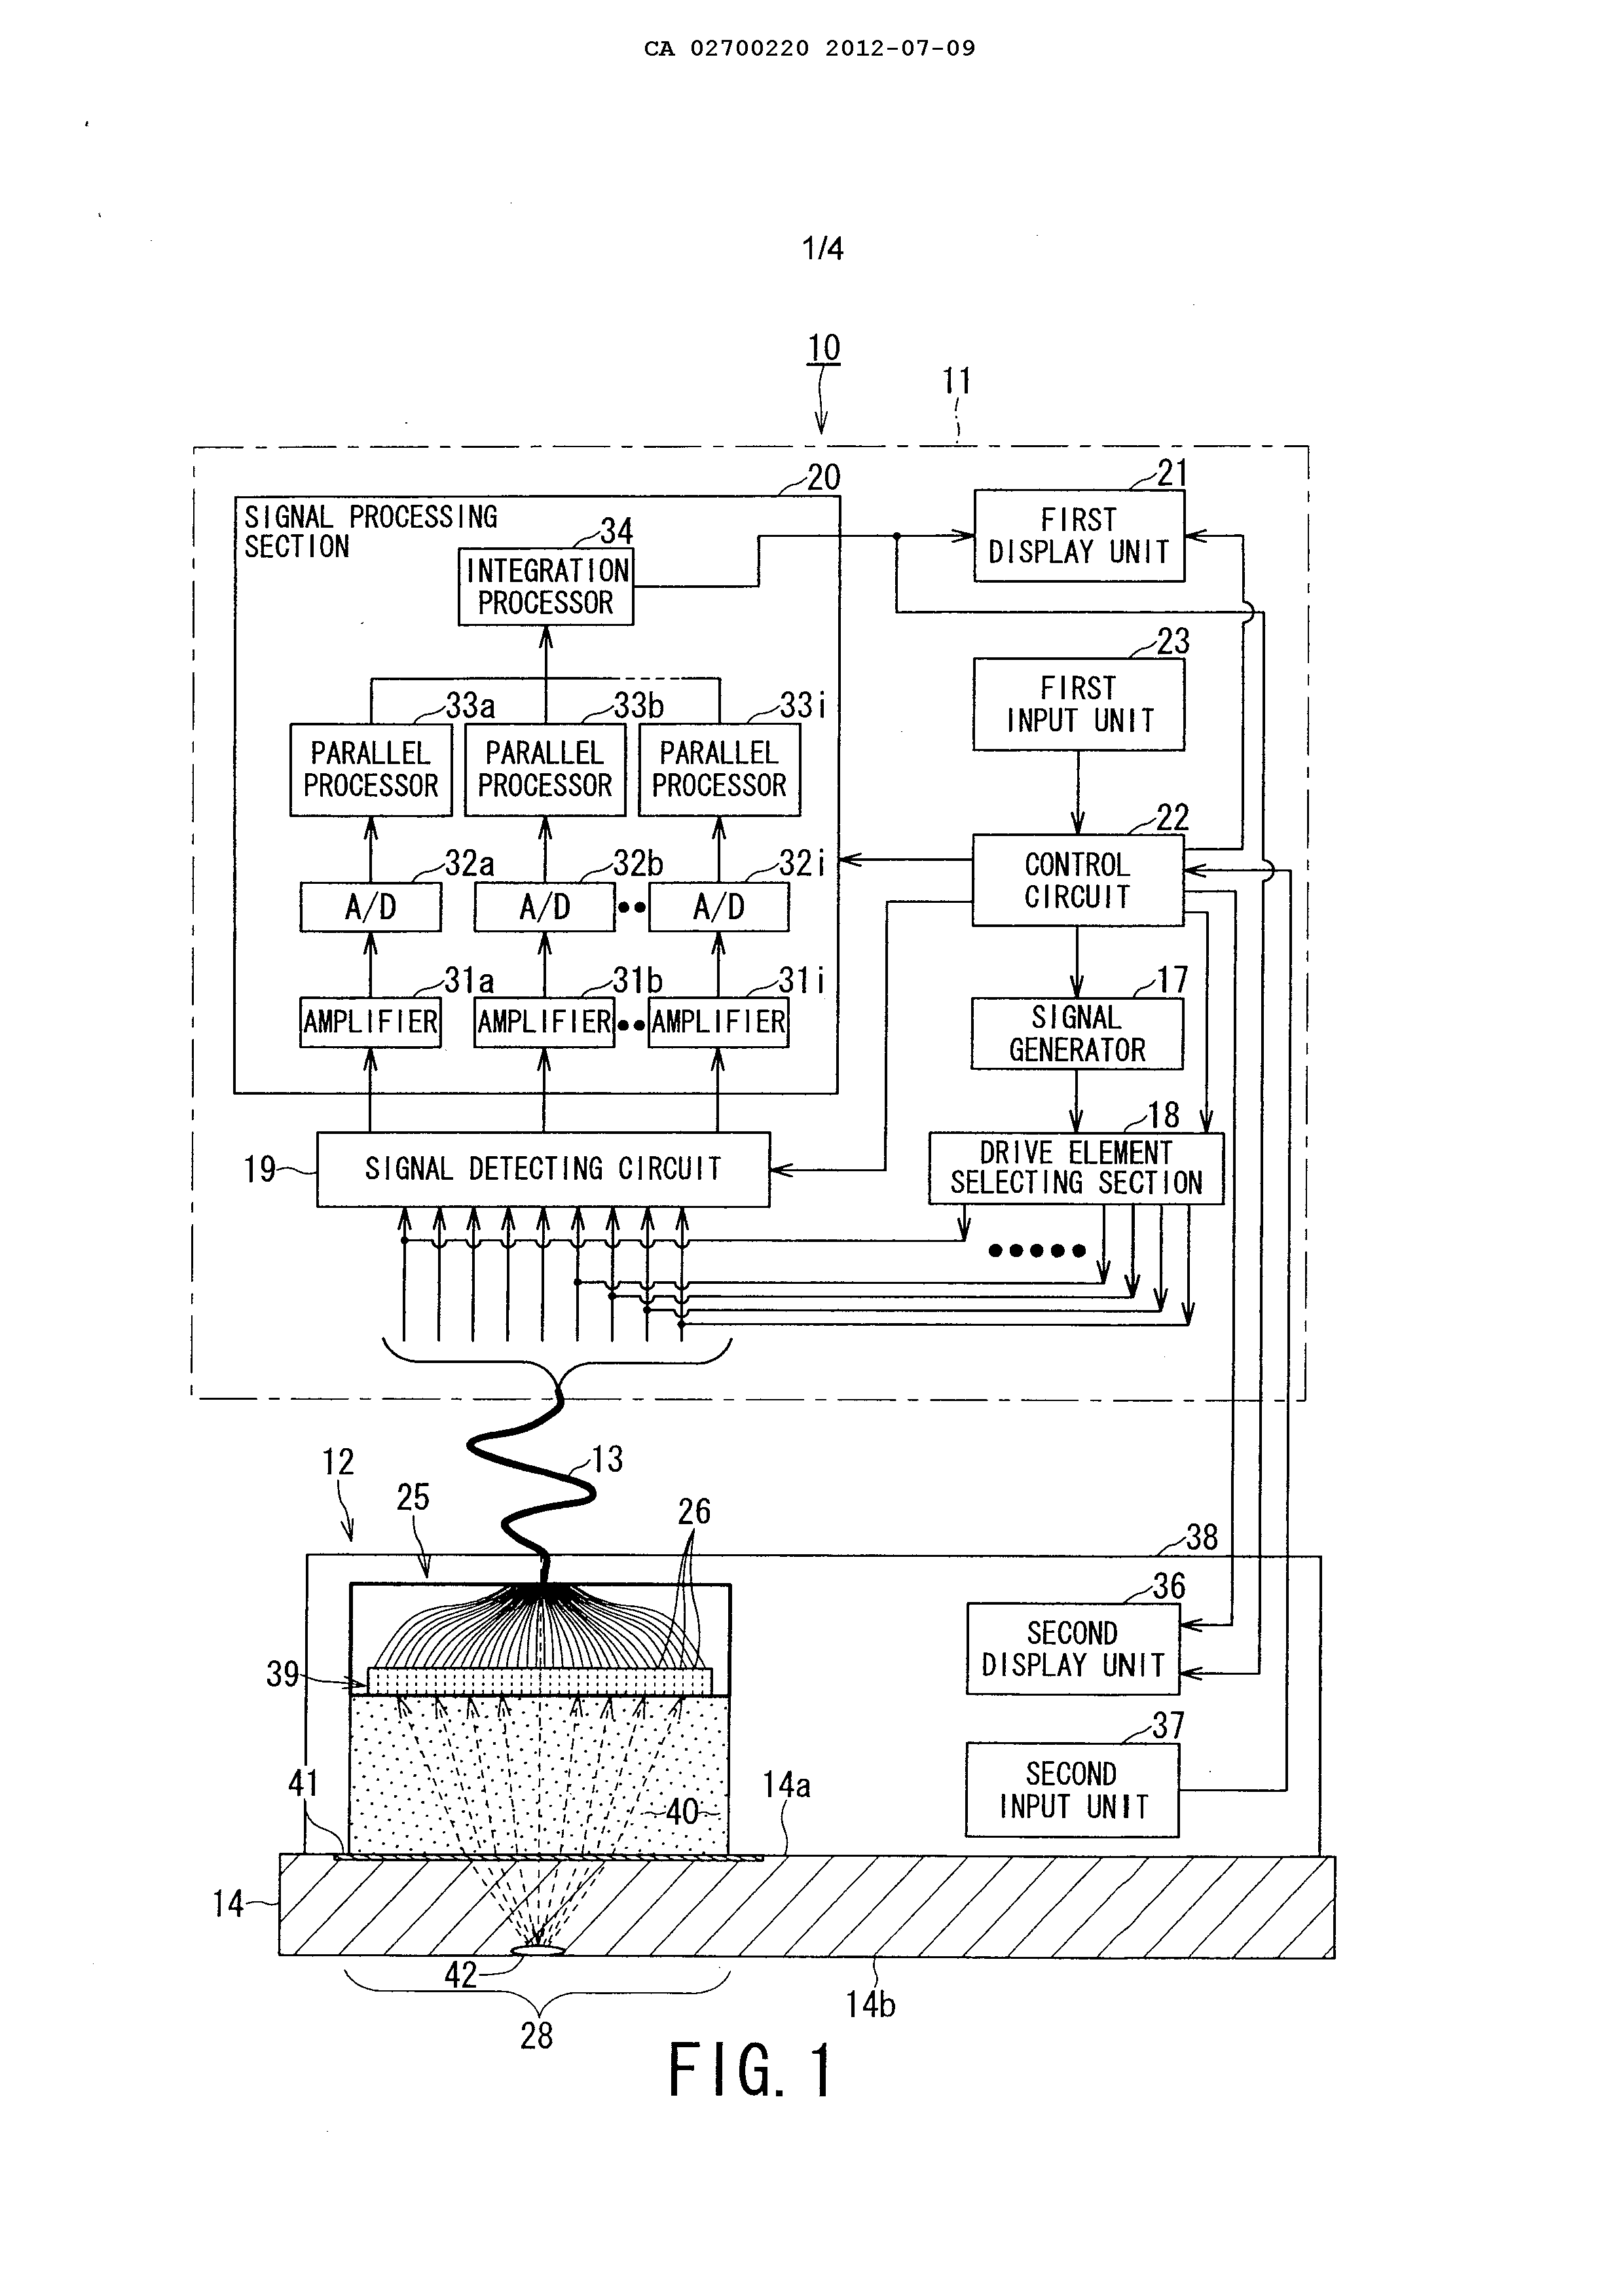 CA 02700220 2012-07-09
1/4
10
11
20
SIGNAL PROCESSING
SECTION
34
INTEGRATION
PROCESSOR
21
FIRST
DISPLAY UNIT
23
FIRST
INPUT UNIT
33a
33b
33i
PARALLEL
PROCESSOR
PARALLEL
PROCESSOR
PARALLEL
PROCESSOR
22
CONTROL
CIRCUIT
32a
32b
32i
A/D
A/D
A/D
31a
31b
31i
AMPLIFIER
AMPLIFIER
AMPLIFIER
17
SIGNAL
GENERATOR
18
DRIVE ELEMENT
SELECTING SECTION
19
SIGNAL DETECTING CIRCUIT
13
12
25
26
38
36
SECOND
DISPLAY UNIT
39
37
SECOND
INPUT UNIT
41
40
14a
14
42
14b
28
FIG. 1